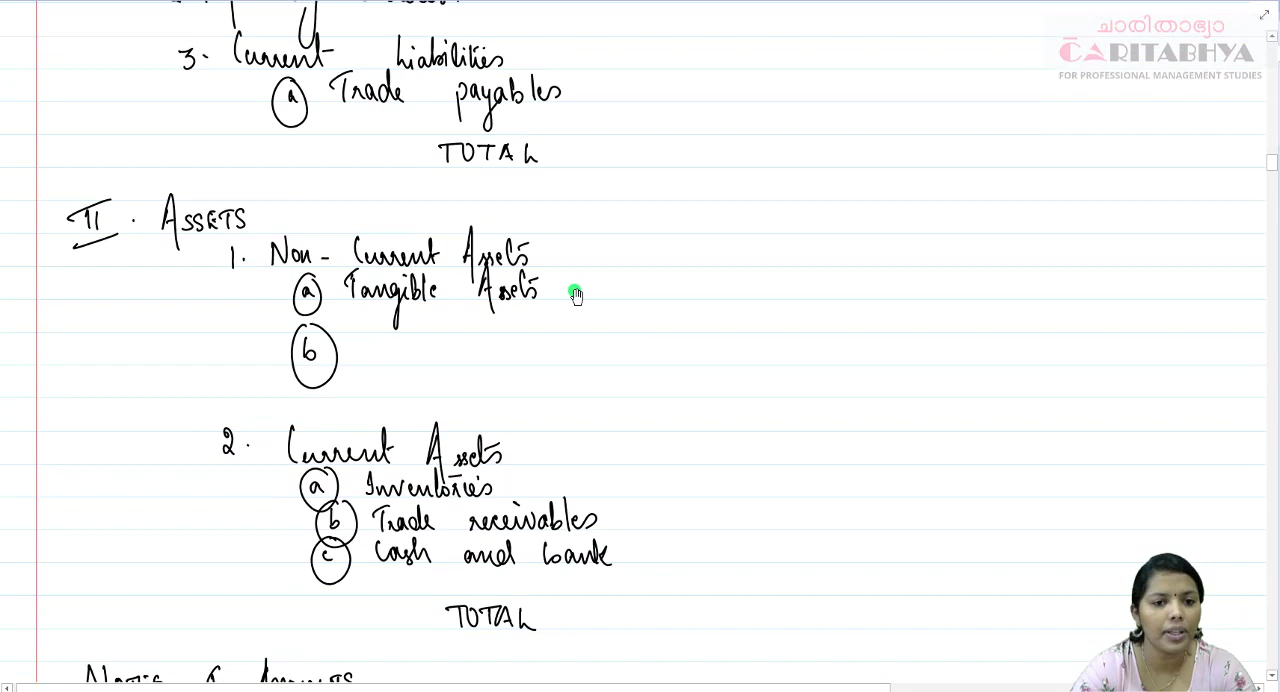 ചാരിതാഭ്യാ
CARITABHYA
FOR PROFESSIONAL MANAGEMENT STUDIES
3. Current Liabilities
a Trade payables
TOTAL
II. ASSETS
1. Non-Current Assets
a Tangible Assets
b
2. Current Assets
a Inventories
b Trade receivables
c Cash and bank
TOTAL